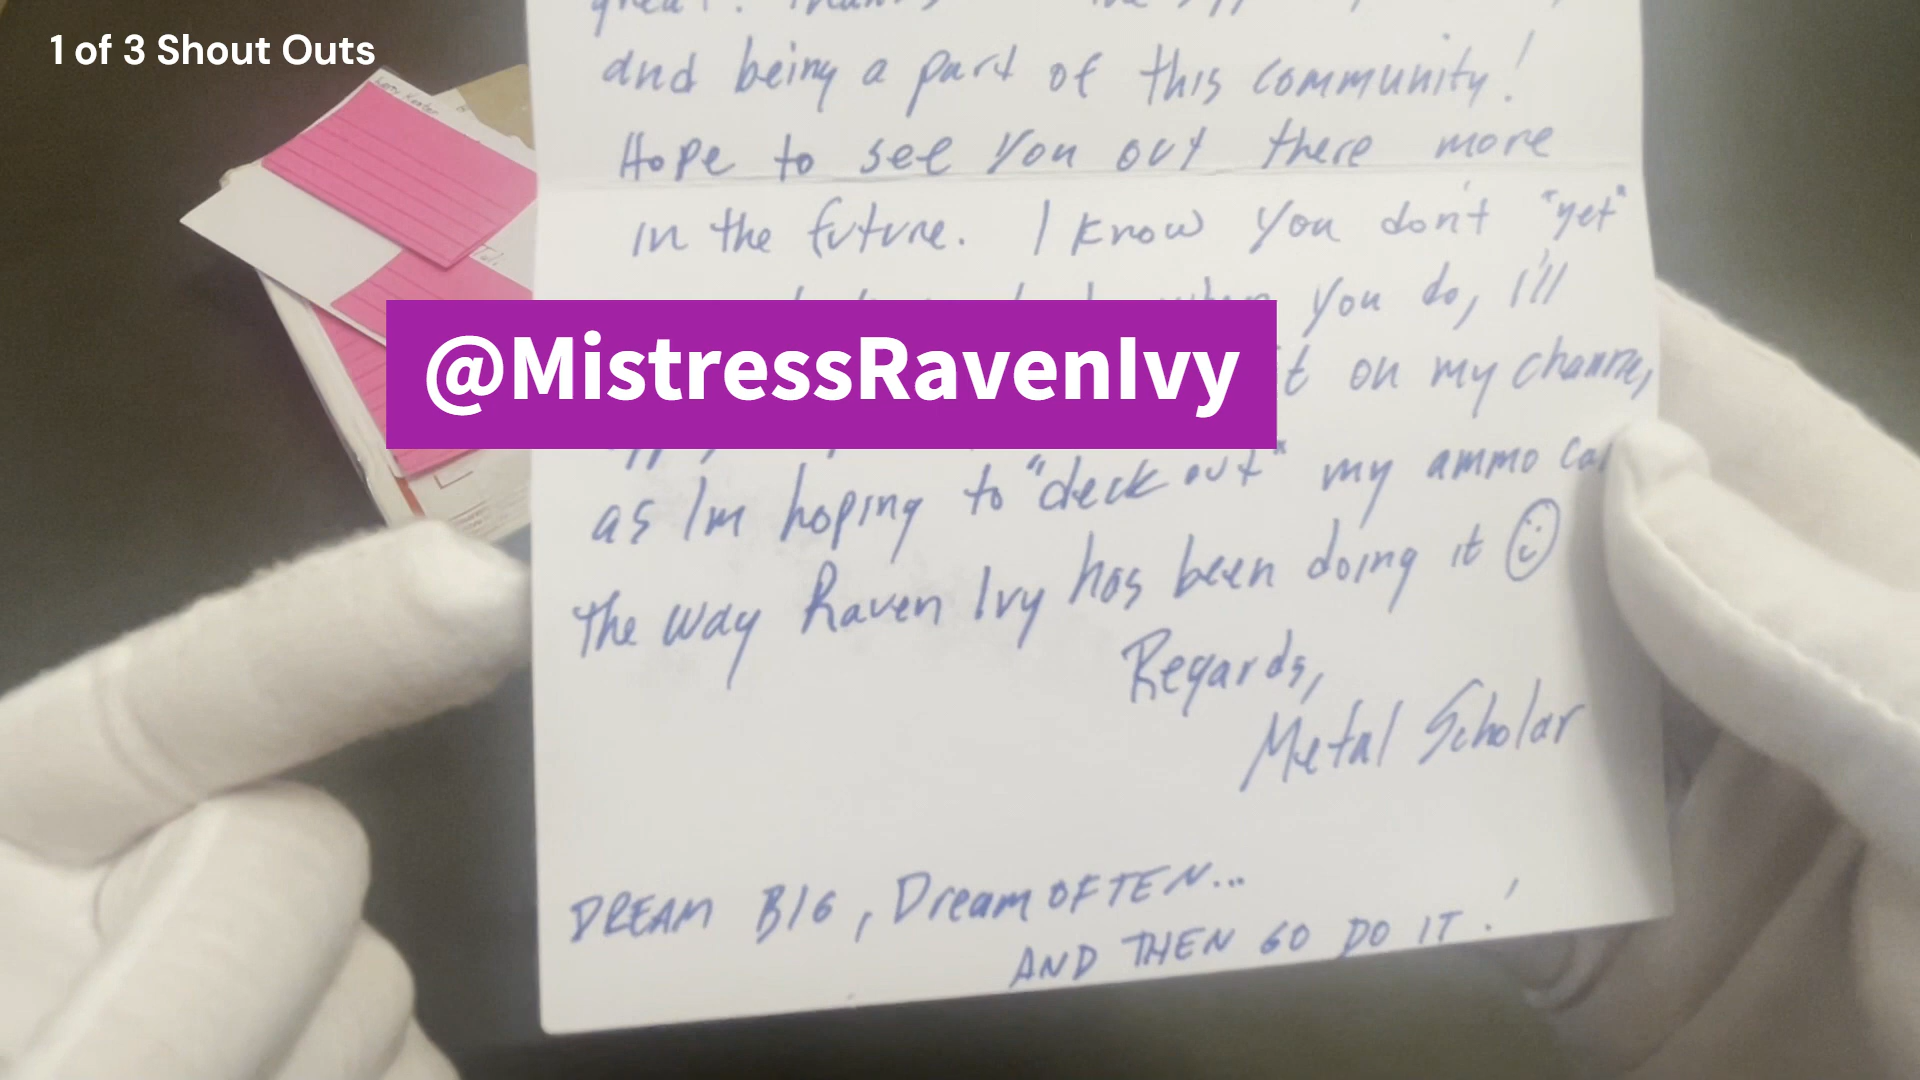 1 of 3 Shout Outs
and being a part of this community!
Hope to see you out there more
in the future. I know you don't "yet"
when you do, I'll
@MistressRavenIvy
it on my channel,
as I'm hoping to "deck out" my ammo can
the way Raven Ivy has been doing it
Regards,
Metal Scholar
DREAM BIG, Dream OFTEN...
AND THEN GO DO IT!